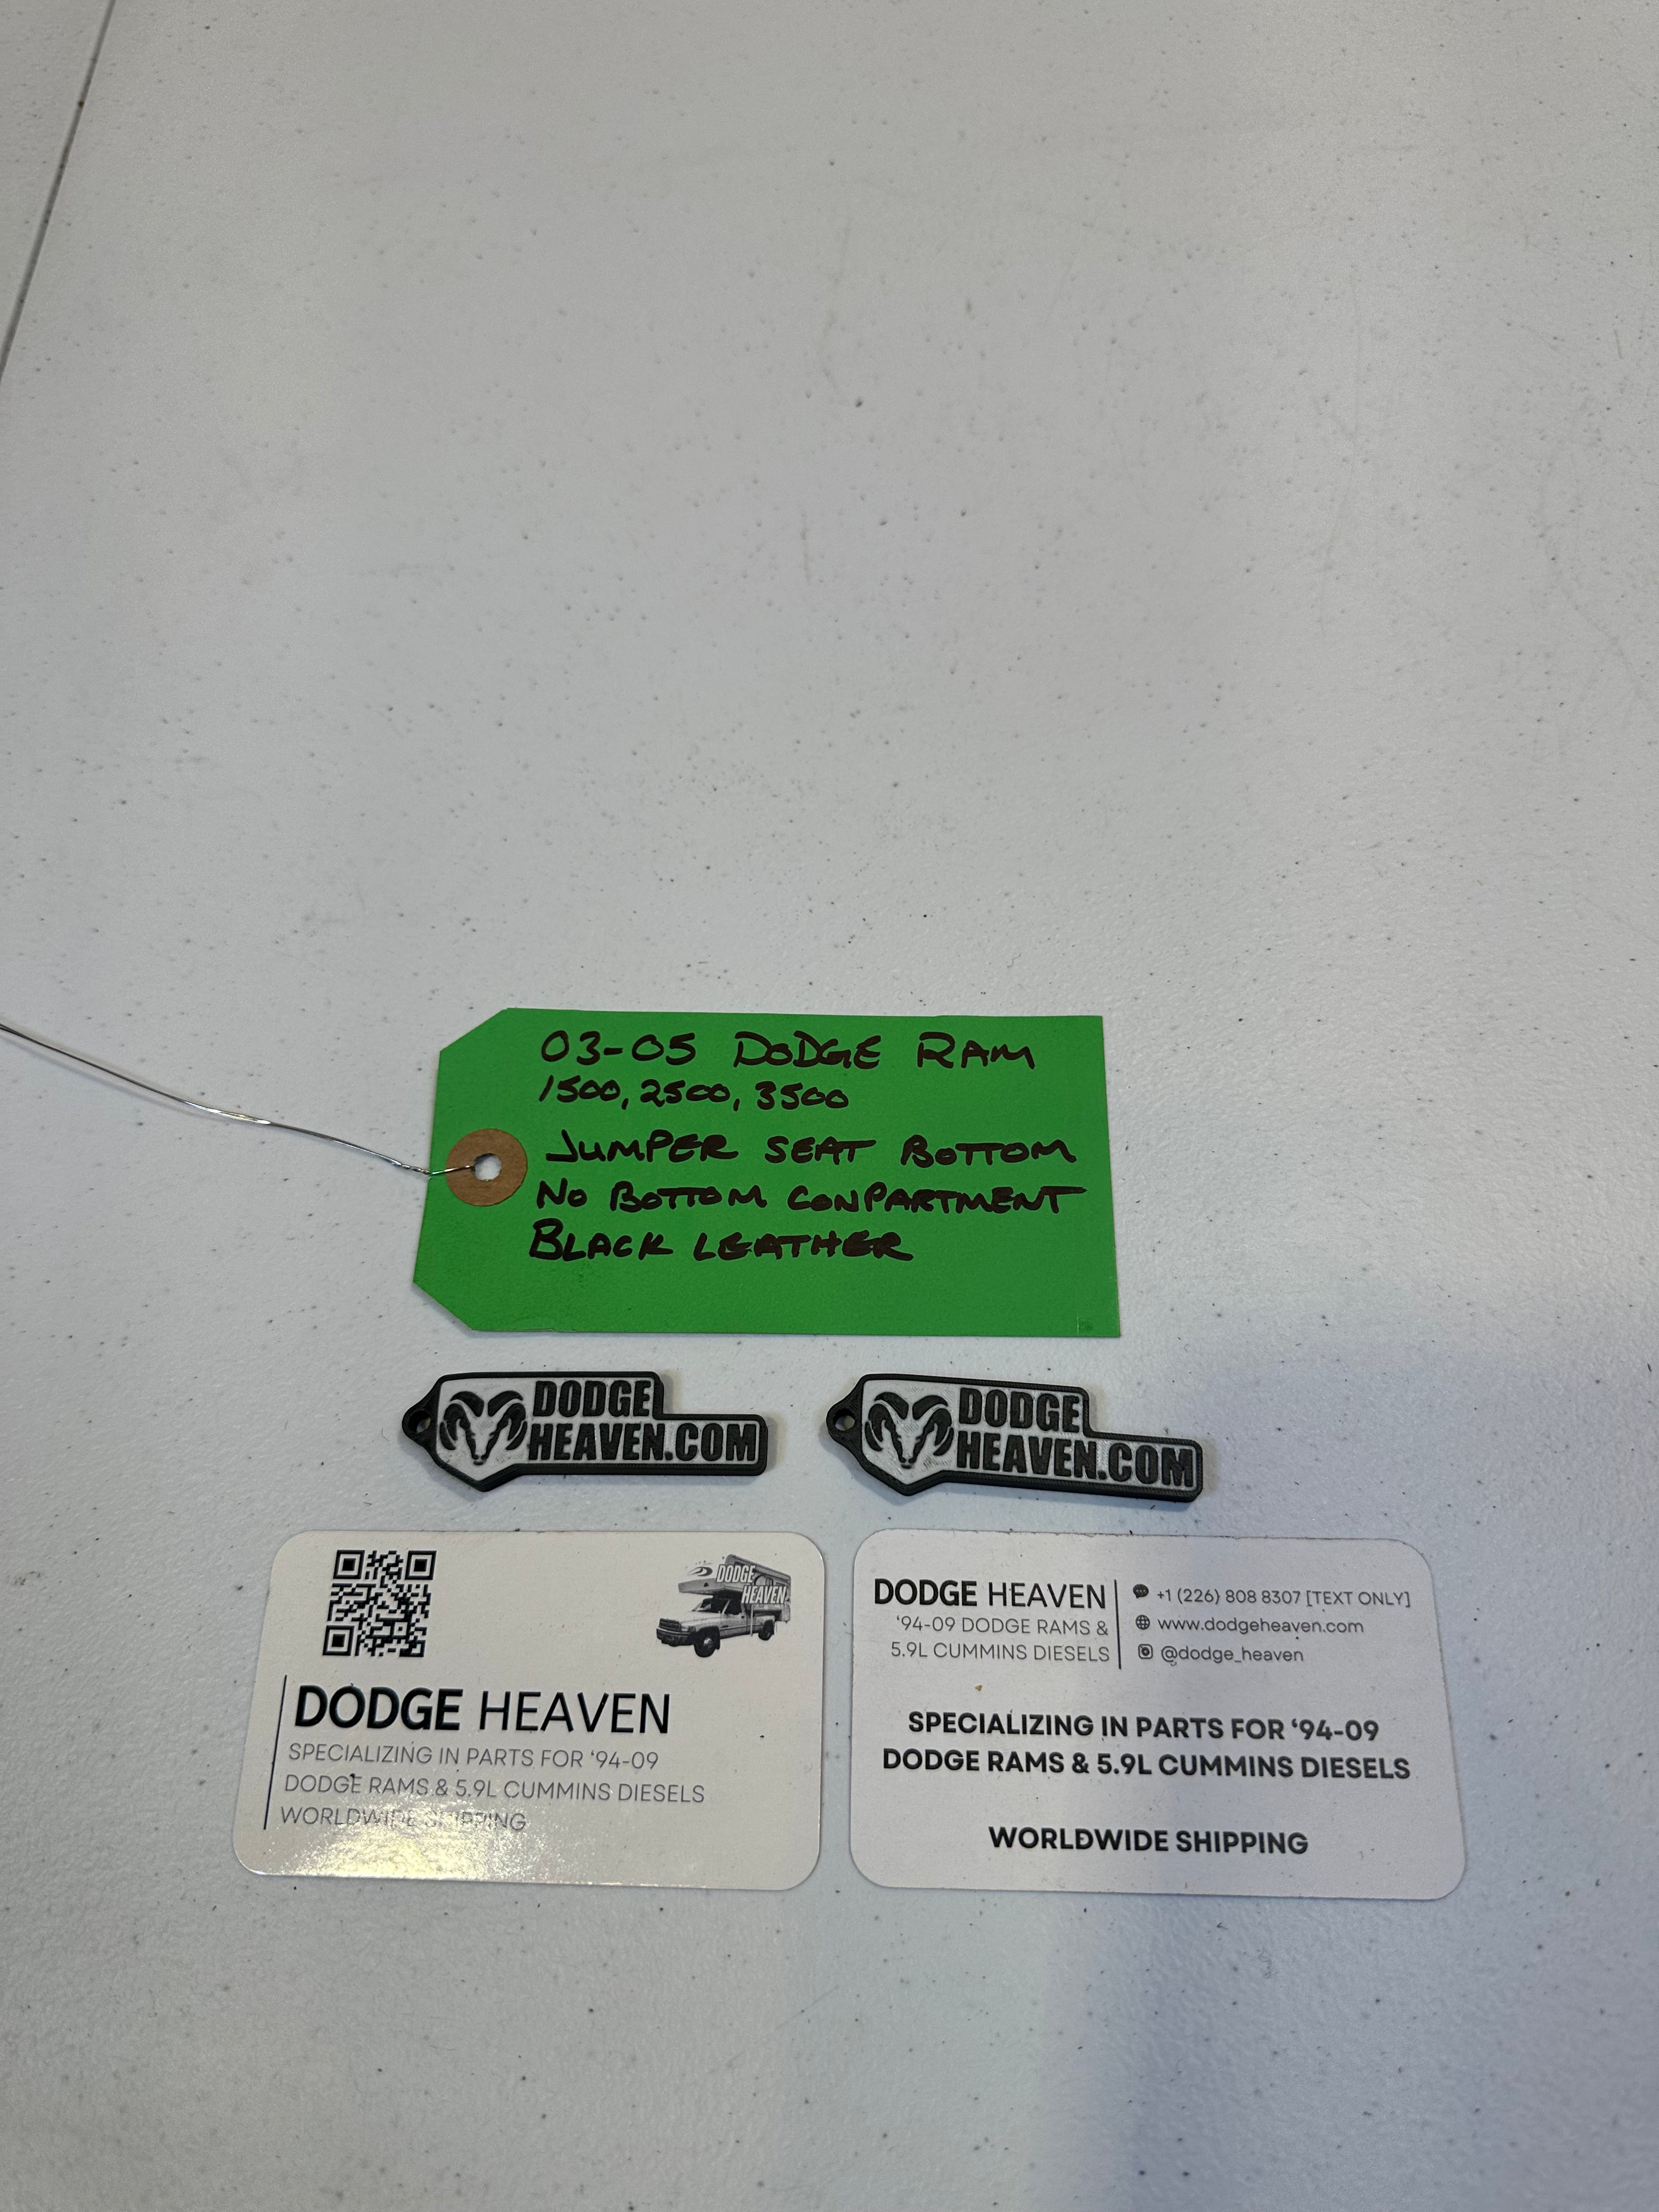 03-05 DODGE RAM
1500, 2500, 3500
JUMPER SEAT BOTTOM
NO BOTTOM CONPARTMENT
BLACK LEATHER
DODGE
HEAVEN.COM
DODGE
HEAVEN.COM
DODGE
HEAVEN
DODGE HEAVEN
SPECIALIZING IN PARTS FOR ‘94-09
DODGE RAMS & 5.9L CUMMINS DIESELS
WORLDWIDE SHIPPING
DODGE HEAVEN
‘94-09 DODGE RAMS &
5.9L CUMMINS DIESELS
+1 (226) 808 8307 [TEXT ONLY]
www.dodgeheaven.com
@dodge_heaven
SPECIALIZING IN PARTS FOR ‘94-09
DODGE RAMS & 5.9L CUMMINS DIESELS
WORLDWIDE SHIPPING